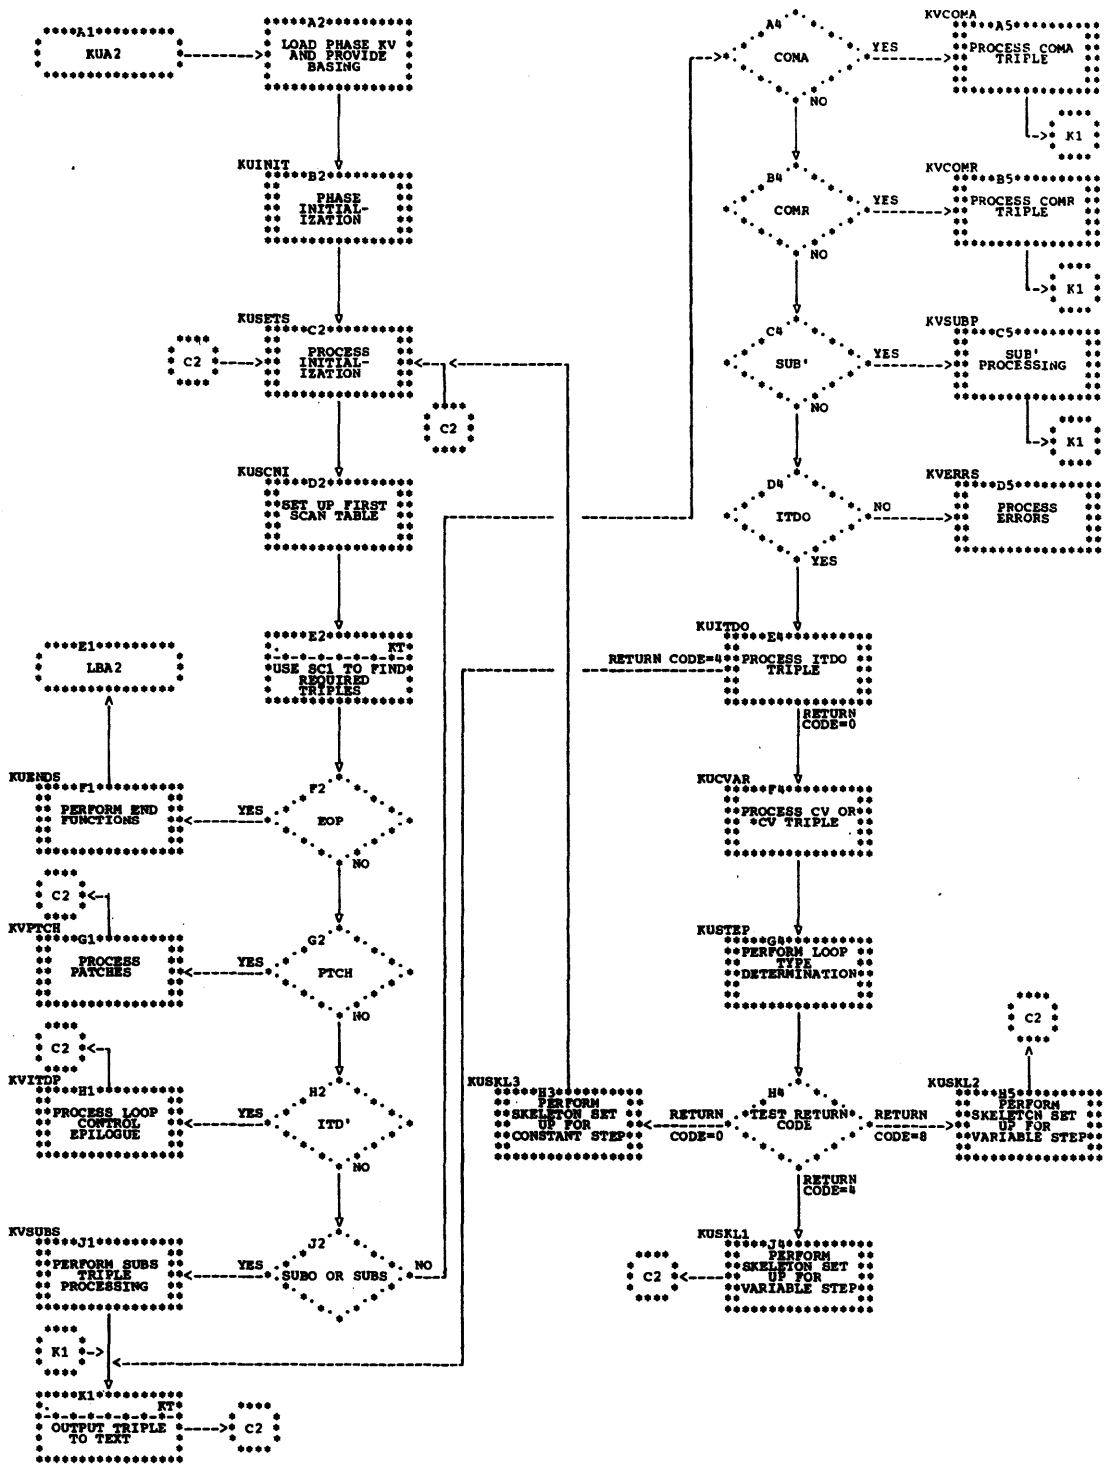 A1
KUA2
A2
LOAD PHASE KV
AND PROVIDE
BASING
KUINIT
B2
PHASE
INITIAL-
IZATION
KUSETS
C2
PROCESS
INITIAL-
IZATION
C2
C2
KUSCNI
D2
SET UP FIRST
SCAN TABLE
E2
KT
USE SC1 TO FIND
REQUIRED
TRIPLES
E1
LBA2
KUENDS
F1
PERFORM END
FUNCTIONS
YES
F2
EOP
NO
C2
KVPTCH
G1
PROCESS
PATCHES
YES
G2
PTCH
NO
C2
KVITDP
H1
PROCESS LOOP
CONTROL
EPILOGUE
YES
H2
ITD'
NO
KVSUBS
J1
PERFORM SUBS
TRIPLE
PROCESSING
YES
J2
SUBO OR SUBS
NO
K1
K1
KT
OUTPUT TRIPLE
TO TEXT
C2
A4
COMA
YES
NO
KVCOMA
A5
PROCESS COMA
TRIPLE
K1
B4
COMR
YES
NO
KVCOMR
B5
PROCESS COMR
TRIPLE
K1
C4
SUB'
YES
NO
KVSUBP
C5
SUB'
PROCESSING
K1
D4
ITDO
NO
YES
KVERRS
D5
PROCESS
ERRORS
KUITDO
E4
RETURN CODE=4
PROCESS ITDO
TRIPLE
RETURN
CODE=0
KUCVAR
F4
PROCESS CV OR
*CV TRIPLE
KUSTEP
G4
PERFORM LOOP
TYPE
DETERMINATION
KUSKL3
H3
PERFORM
SKELETON SET
UP FOR
CONSTANT STEP
RETURN
CODE=0
H4
TEST RETURN
CODE
RETURN
CODE=8
RETURN
CODE=4
C2
KUSKL2
H5
PERFORM
SKELETON SET
UP FOR
VARIABLE STEP
KUSKL1
J4
PERFORM
SKELETON SET
UP FOR
VARIABLE STEP
C2